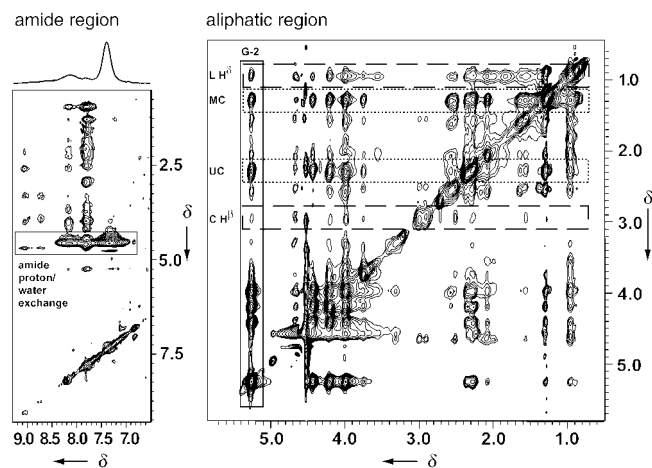 amide region
aliphatic region
G-2
L Hδ
MC
UC
C Hβ
1.0
2.0
3.0
4.0
5.0
δ
5.0 4.0 3.0 2.0 1.0
δ
2.5
δ
5.0
7.5
amide
proton/
water
exchange
9.0 8.0 7.5 7.0
δ